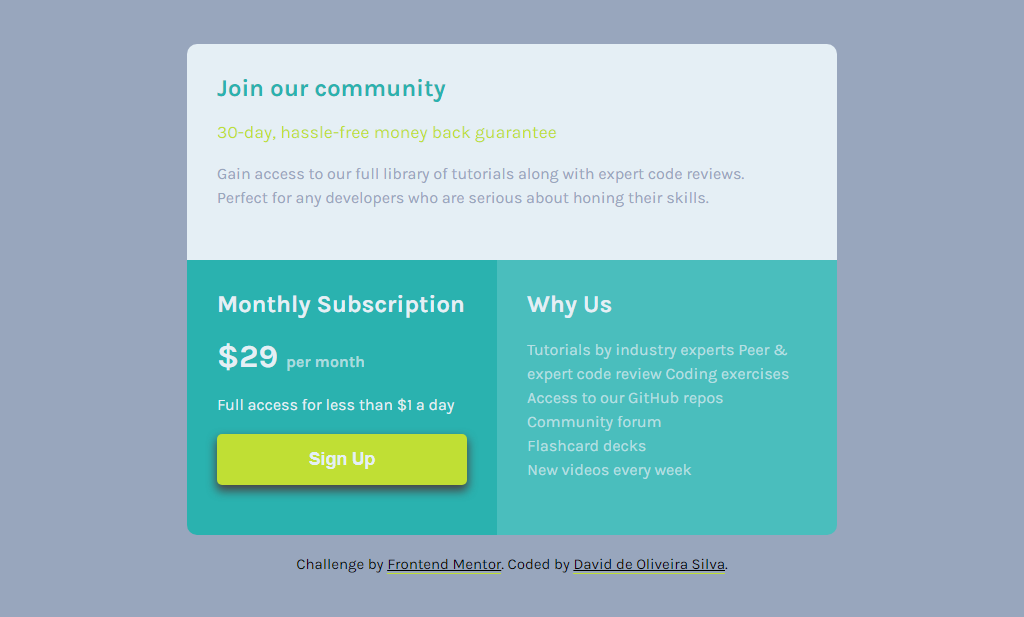 Join our community
30-day, hassle-free money back guarantee
Gain access to our full library of tutorials along with expert code reviews.
Perfect for any developers who are serious about honing their skills.
Monthly Subscription
$29 per month
Full access for less than $1 a day
Sign Up
Why Us
Tutorials by industry experts Peer &
expert code review Coding exercises
Access to our GitHub repos
Community forum
Flashcard decks
New videos every week
Challenge by Frontend Mentor. Coded by David de Oliveira Silva.